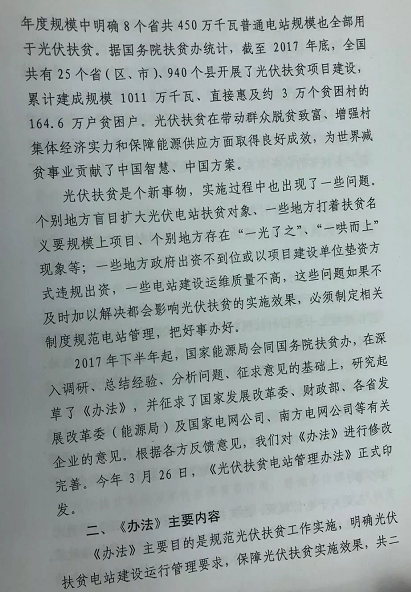 年度规模中明确 8 个省共 450 万千瓦普通电站规模也全部用
于光伏扶贫。据国务院扶贫办统计，截至 2017 年底，全国
共有 25 个省（区、市）、940 个县开展了光伏扶贫项目建设，
累计建成规模 1011 万千瓦、直接惠及约 3 万个贫困村的
164.6 万户贫困户。光伏扶贫在带动群众脱贫致富、增强村
集体经济实力和保障能源供应方面取得良好成效，为世界减
贫事业贡献了中国智慧、中国方案。
光伏扶贫是个新事物，实施过程中也出现了一些问题。
个别地方盲目扩大光伏电站扶贫对象、一些地方打着扶贫名
义要规模上项目、个别地方存在“一光了之”、“一哄而上”
现象等；一些地方政府出资不到位或以项目建设单位垫资方
式违规出资，一些电站建设运维质量不高，这些问题如果不
及时加以解决都会影响光伏扶贫的实施效果，必须制定相关
制度规范电站管理，把好事办好。
2017 年下半年起，国家能源局会同国务院扶贫办，在深
入调研、总结经验、分析问题、征求意见的基础上，研究起
草了《办法》，并征求了国家发展改革委、财政部、各省发
展改革委（能源局）及国家电网公司、南方电网公司等有关
企业的意见。根据各方反馈意见，我们对《办法》进行修改
完善。今年 3 月 26 日，《光伏扶贫电站管理办法》正式印
发。
二、《办法》主要内容
《办法》主要目的是规范光伏扶贫工作实施，明确光伏
扶贫电站建设运行管理要求，保障光伏扶贫实施效果，共二